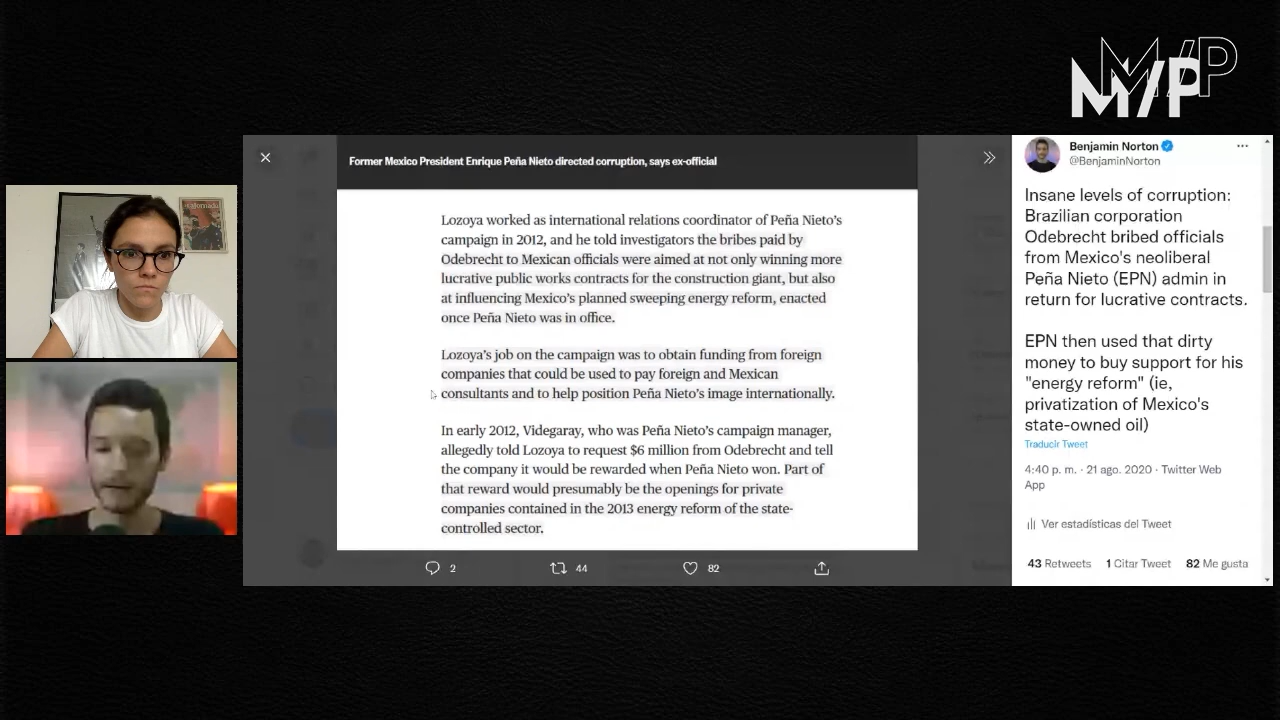 M/P
M/P
Former Mexico President Enrique Peña Nieto directed corruption, says ex-official
Lozoya worked as international relations coordinator of Peña Nieto's
campaign in 2012, and he told investigators the bribes paid by
Odebrecht to Mexican officials were aimed at not only winning more
lucrative public works contracts for the construction giant, but also
at influencing Mexico's planned sweeping energy reform, enacted
once Peña Nieto was in office.
Lozoya's job on the campaign was to obtain funding from foreign
companies that could be used to pay foreign and Mexican
consultants and to help position Peña Nieto's image internationally.
In early 2012, Videgaray, who was Peña Nieto's campaign manager,
allegedly told Lozoya to request $6 million from Odebrecht and tell
the company it would be rewarded when Peña Nieto won. Part of
that reward would presumably be the openings for private
companies contained in the 2013 energy reform of the state-
controlled sector.
2
44
82
Benjamin Norton
@BenjaminNorton
Insane levels of corruption:
Brazilian corporation
Odebrecht bribed officials
from Mexico's neoliberal
Peña Nieto (EPN) admin in
return for lucrative contracts.
EPN then used that dirty
money to buy support for his
"energy reform" (ie,
privatization of Mexico's
state-owned oil)
Traducir Tweet
4:40 p. m. · 21 ago. 2020 · Twitter Web
App
Ver estadísticas del Tweet
43 Retweets 1 Citar Tweet 82 Me gusta